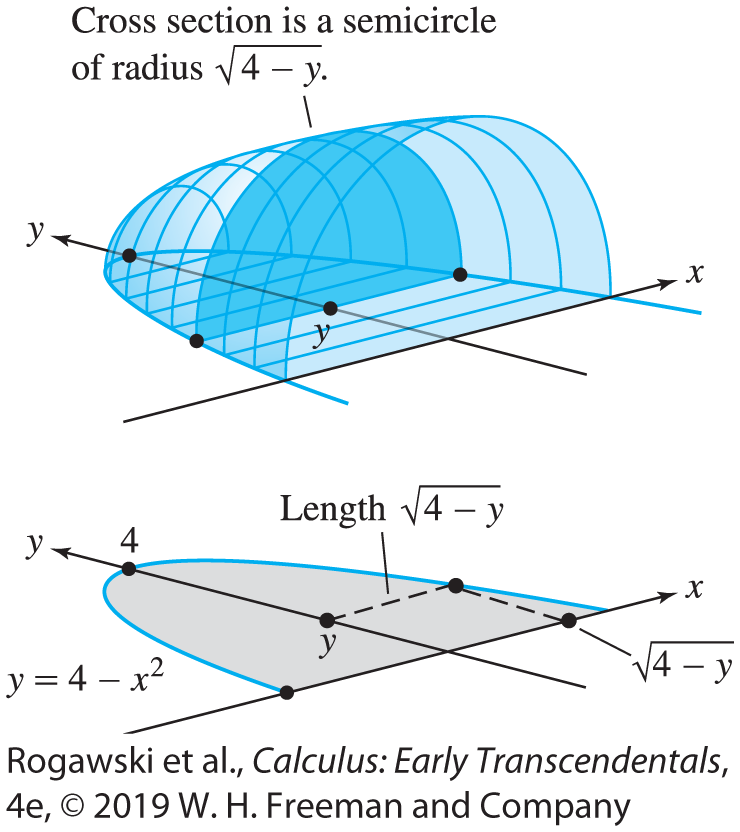 Cross section is a semicircle
of radius √4 − y.
y
x
y
Length √4 − y
y
4
x
y
√4 − y
y = 4 − x²
Rogawski et al., Calculus: Early Transcendentals,
4e, © 2019 W. H. Freeman and Company